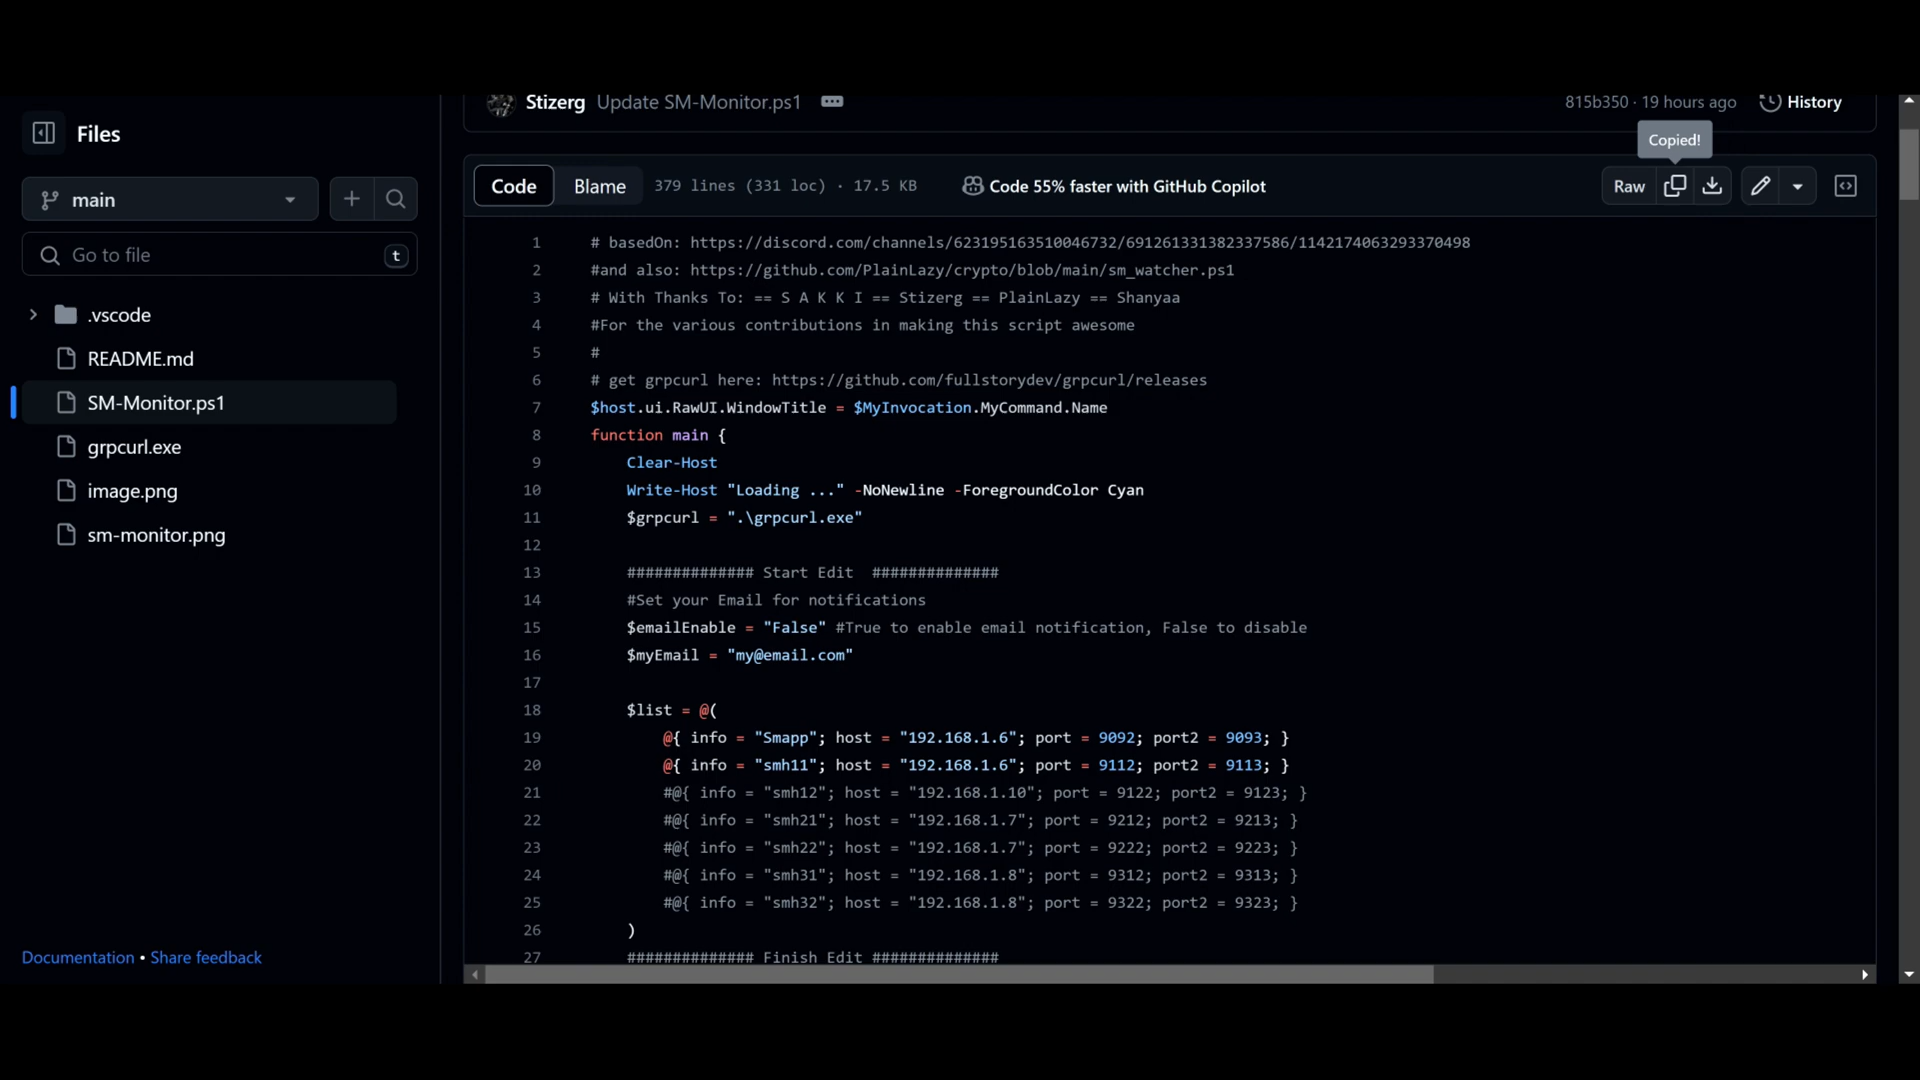 Stizerg Update SM-Monitor.ps1
815b350 · 19 hours ago
History
Files
Copied!
main
Code
Blame
379 lines (331 loc) · 17.5 KB
Code 55% faster with GitHub Copilot
Raw
Go to file
t
.vscode
README.md
SM-Monitor.ps1
grpcurl.exe
image.png
sm-monitor.png
Documentation • Share feedback
1 # basedOn: https://discord.com/channels/623195163510046732/691261331382337586/1142174063293370498
2 #and also: https://github.com/PlainLazy/crypto/blob/main/sm_watcher.ps1
3 # With Thanks To: == S A K K I == Stizerg == PlainLazy == Shanyaa
4 #For the various contributions in making this script awesome
5 #
6 # get grpcurl here: https://github.com/fullstorydev/grpcurl/releases
7 $host.ui.RawUI.WindowTitle = $MyInvocation.MyCommand.Name
8 function main {
9 Clear-Host
10 Write-Host "Loading ..." -NoNewline -ForegroundColor Cyan
11 $grpcurl = ".\grpcurl.exe"
12
13 ############## Start Edit ##############
14 #Set your Email for notifications
15 $emailEnable = "False" #True to enable email notification, False to disable
16 $myEmail = "my@email.com"
17
18 $list = @(
19 @{ info = "Smapp"; host = "192.168.1.6"; port = 9092; port2 = 9093; }
20 @{ info = "smh11"; host = "192.168.1.6"; port = 9112; port2 = 9113; }
21 #@{ info = "smh12"; host = "192.168.1.10"; port = 9122; port2 = 9123; }
22 #@{ info = "smh21"; host = "192.168.1.7"; port = 9212; port2 = 9213; }
23 #@{ info = "smh22"; host = "192.168.1.7"; port = 9222; port2 = 9223; }
24 #@{ info = "smh31"; host = "192.168.1.8"; port = 9312; port2 = 9313; }
25 #@{ info = "smh32"; host = "192.168.1.8"; port = 9322; port2 = 9323; }
26 )
27 ############## Finish Edit ##############